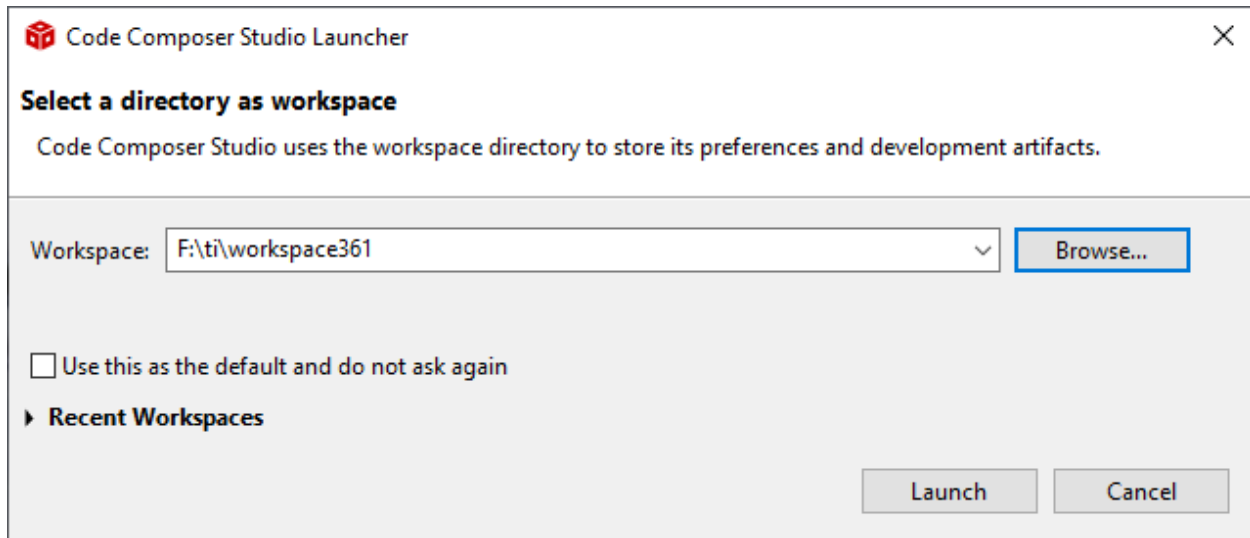 Code Composer Studio Launcher
Select a directory as workspace
Code Composer Studio uses the workspace directory to store its preferences and development artifacts.
Workspace: F:\ti\workspace361 Browse...
Use this as the default and do not ask again
Recent Workspaces
Launch Cancel